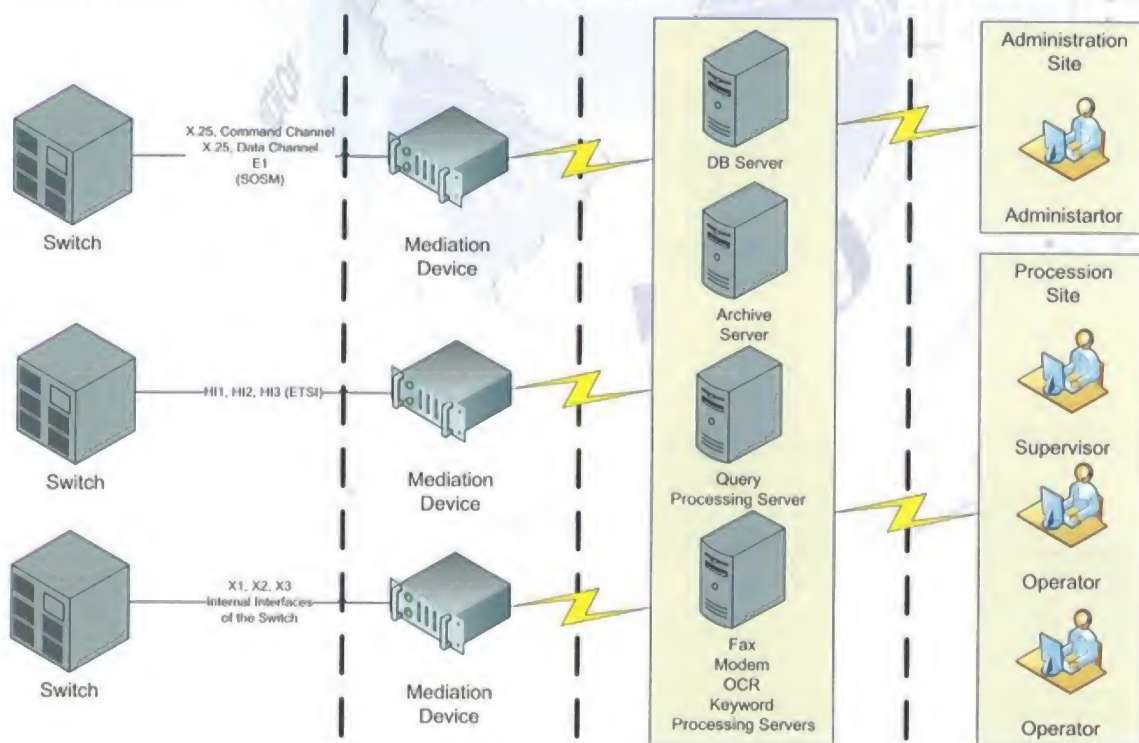 X.25, Command Channel
X.25, Data Channel
E1
(SOSM)
Switch
Mediation
Device
HI1, HI2, HI3 (ETSI)
Switch
Mediation
Device
X1, X2, X3
Internal Interfaces
of the Switch
Switch
Mediation
Device
DB Server
Archive
Server
Query
Processing Server
Fax
Modem
OCR
Keyword
Processing Servers
Administration
Site
Administartor
Procession
Site
Supervisor
Operator
Operator